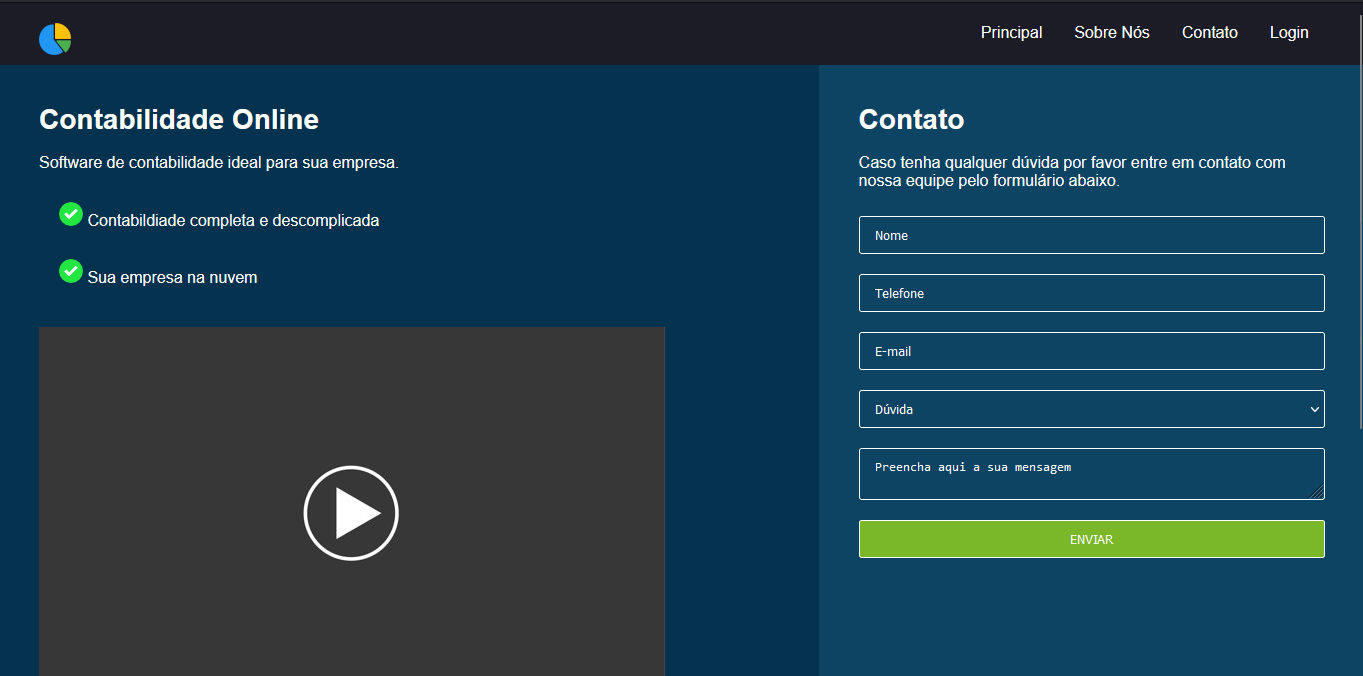 Principal Sobre Nós Contato Login
Contabilidade Online
Software de contabilidade ideal para sua empresa.
Contabildiade completa e descomplicada
Sua empresa na nuvem
Contato
Caso tenha qualquer dúvida por favor entre em contato com
nossa equipe pelo formulário abaixo.
Nome
Telefone
E-mail
Dúvida
Preencha aqui a sua mensagem
ENVIAR